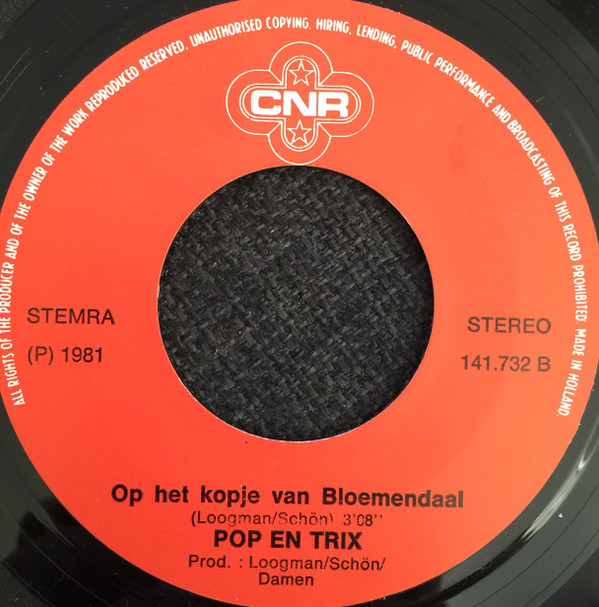 ALL RIGHTS OF THE PRODUCER AND OF THE OWNER OF THE WORK REPRODUCED RESERVED. UNAUTHORISED COPYING, HIRING, LENDING, PUBLIC PERFORMANCE AND BROADCASTING OF THIS RECORD PROHIBITED. MADE IN HOLLAND.
CNR
STEMRA
(P) 1981
STEREO
141.732 B
Op het kopje van Bloemendaal
(Loogman/Schön) 3'08''
POP EN TRIX
Prod. : Loogman/Schön/
Damen